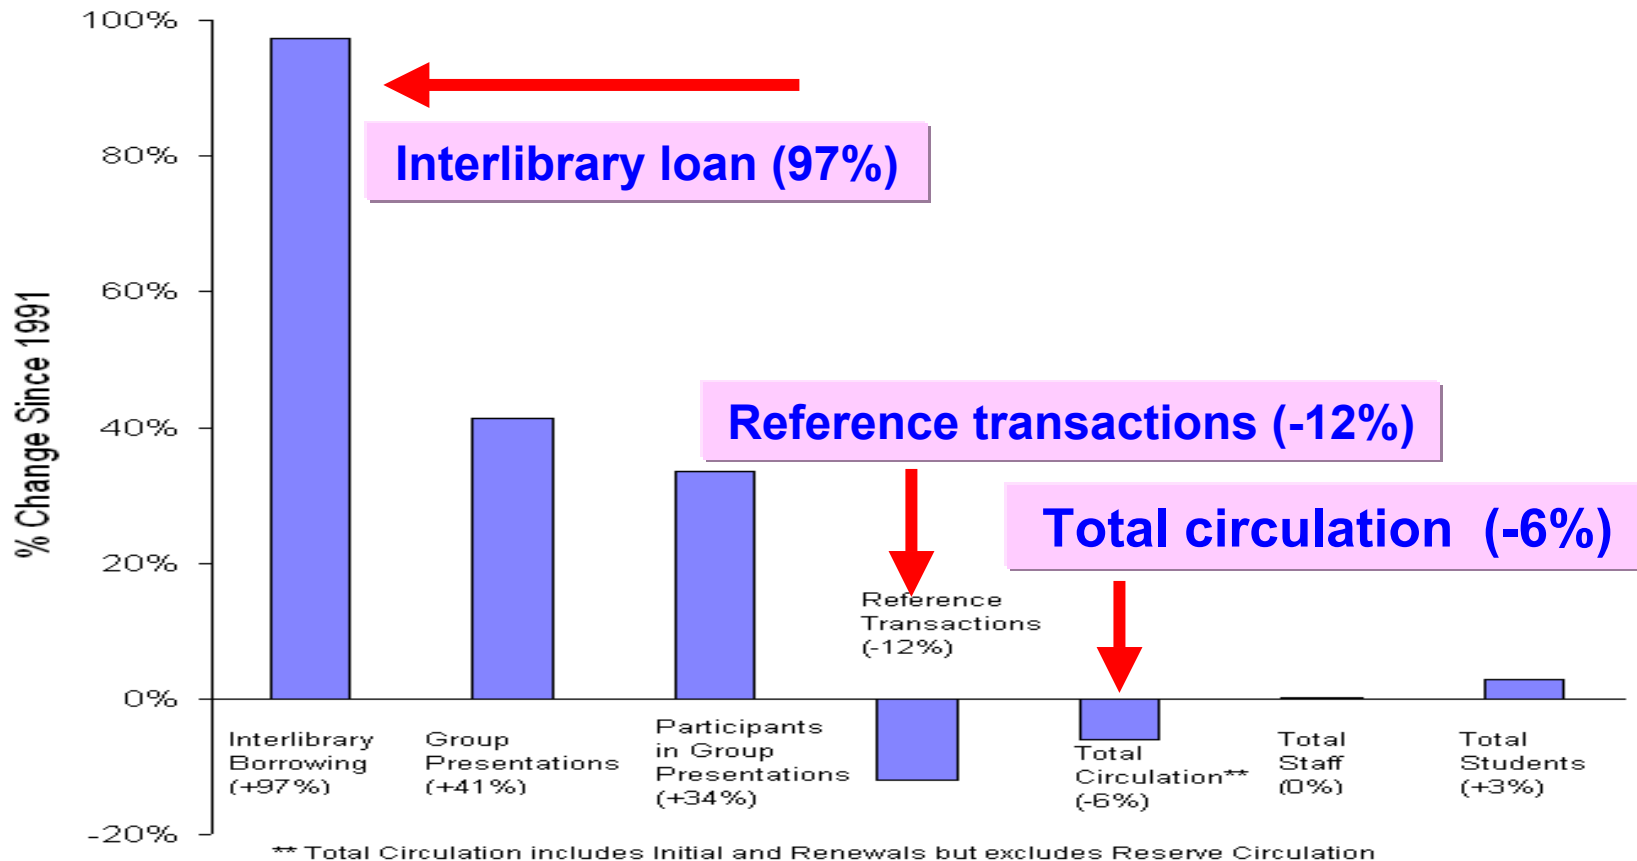 100%
80%
60%
40%
20%
0%
-20%
% Change Since 1991
Interlibrary loan (97%)
Reference transactions (-12%)
Total circulation (-6%)
Interlibrary
Borrowing
(+97%)
Group
Presentations
(+41%)
Participants
in Group
Presentations
(+34%)
Reference
Transactions
(-12%)
Total
Circulation**
(-6%)
Total
Staff
(0%)
Total
Students
(+3%)
** Total Circulation includes Initial and Renewals but excludes Reserve Circulation